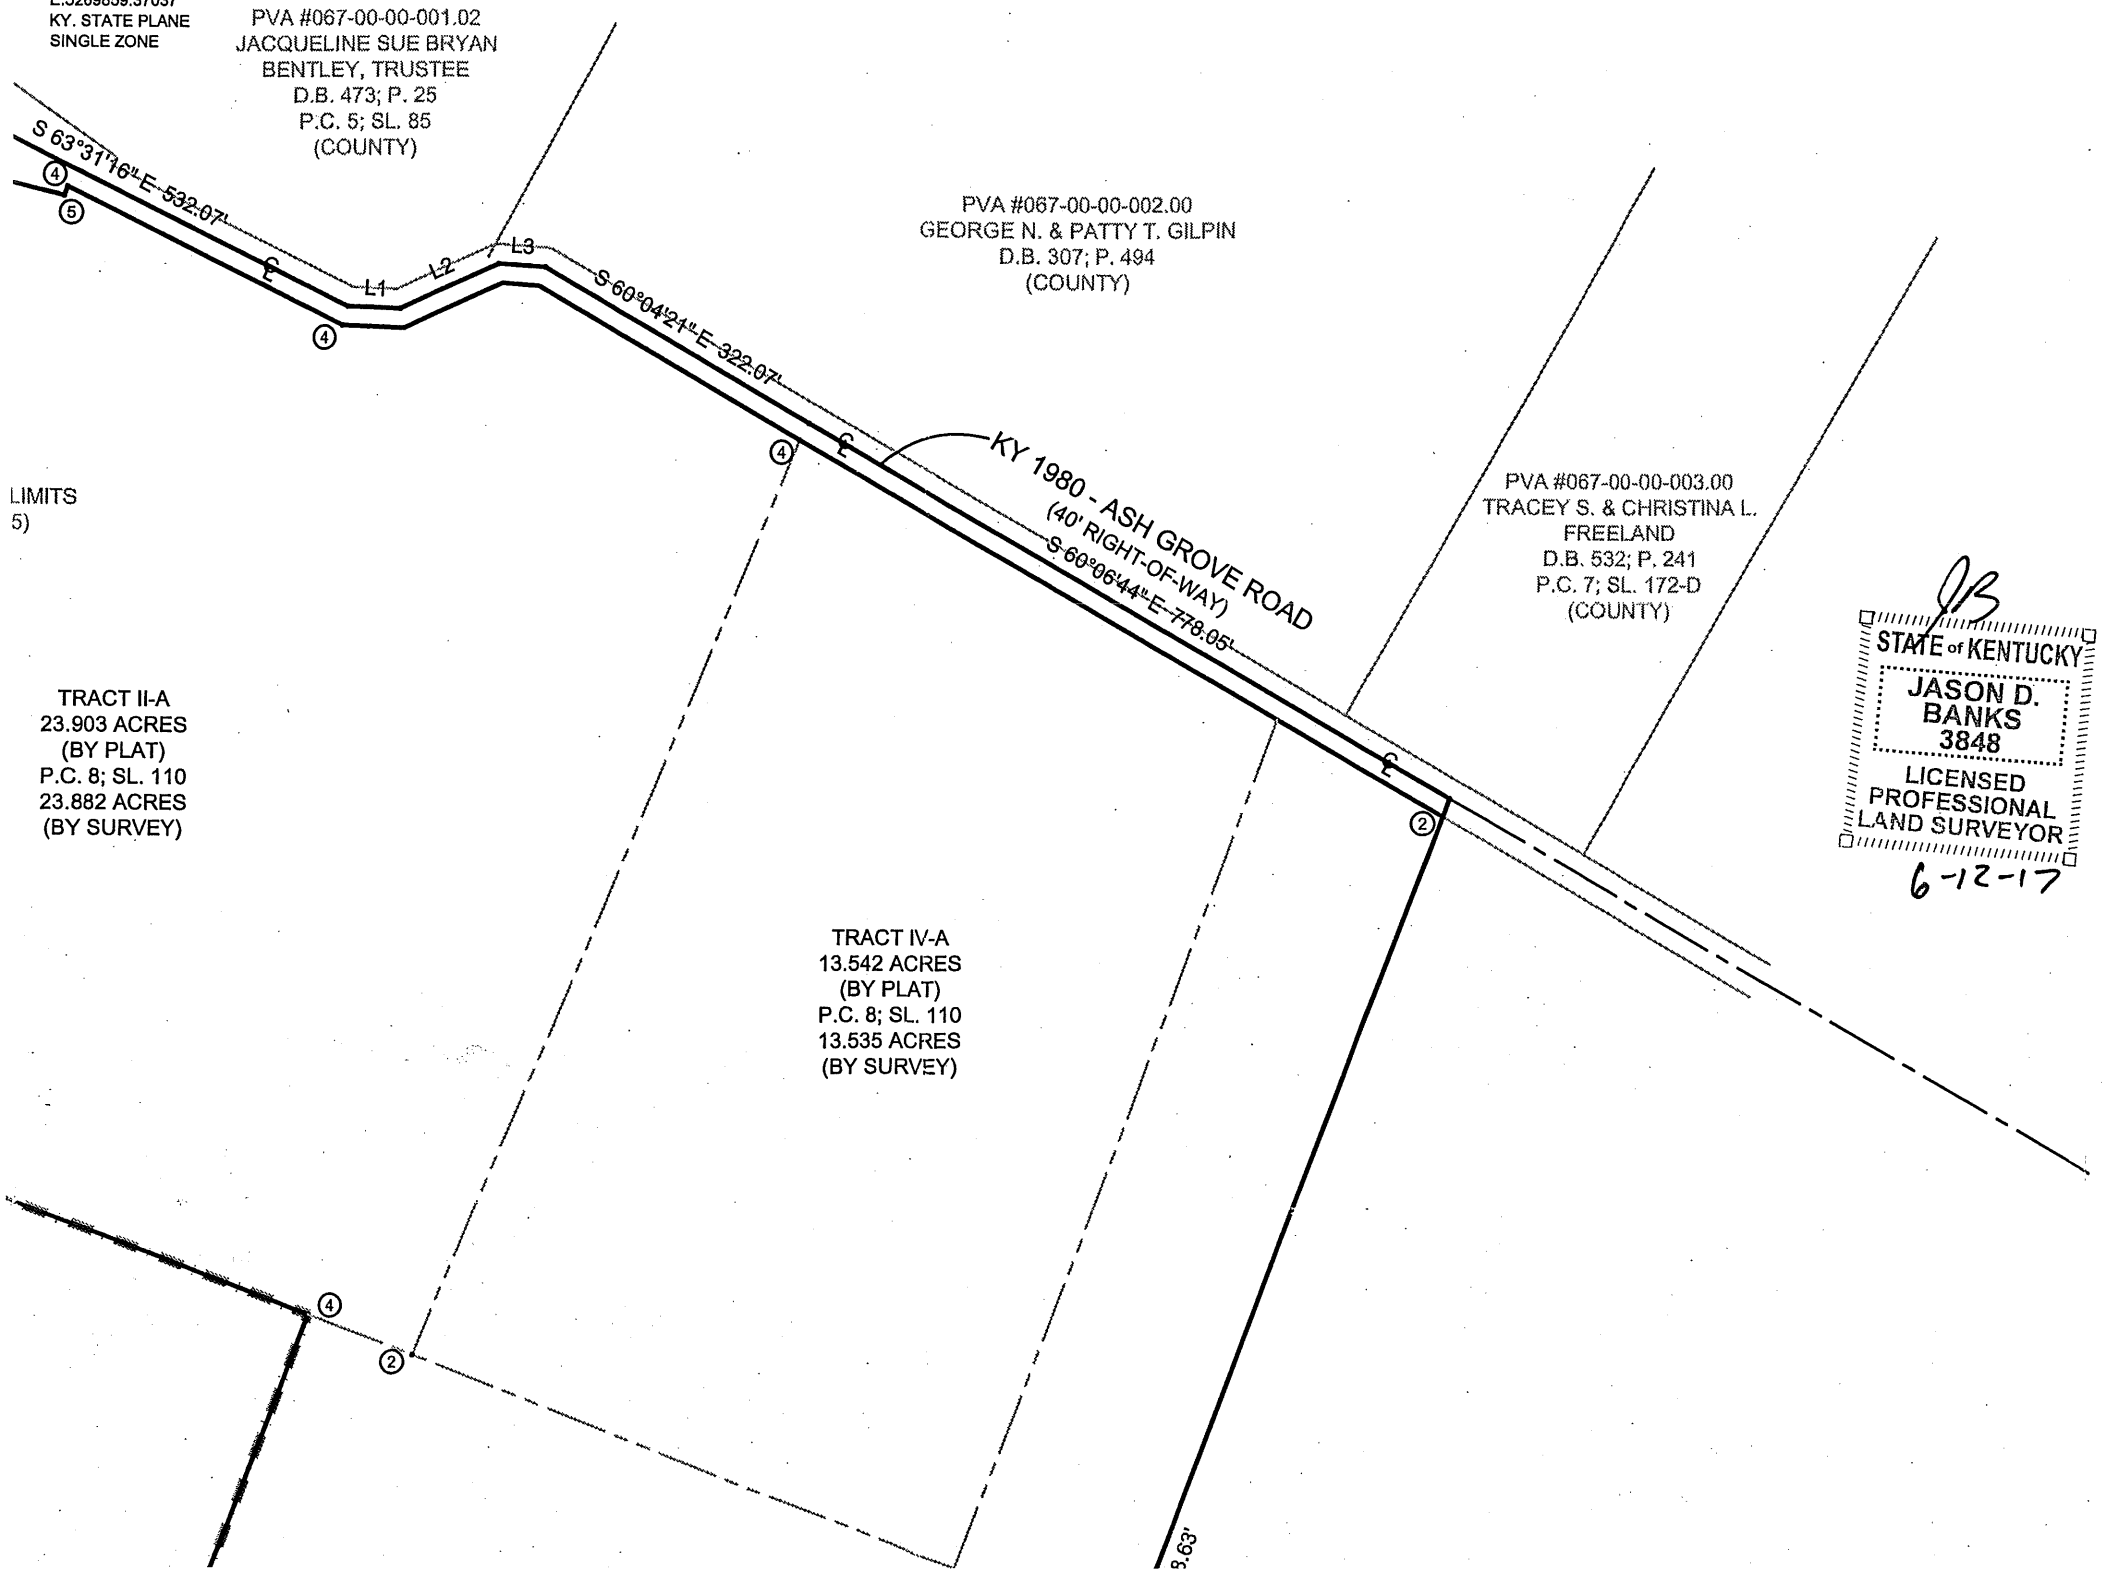 KY. STATE PLANE
SINGLE ZONE
PVA #067-00-00-001.02
JACQUELINE SUE BRYAN
BENTLEY, TRUSTEE
D.B. 473; P. 25
P.C. 5; SL. 85
(COUNTY)
S 63°31'16" E 532.07'
4
5
L1
L2
L3
4
S 60°04'21" E 322.07'
PVA #067-00-00-002.00
GEORGE N. & PATTY T. GILPIN
D.B. 307; P. 494
(COUNTY)
4
KY 1980 - ASH GROVE ROAD
(40' RIGHT-OF-WAY)
S 60°06'44" E 778.05'
PVA #067-00-00-003.00
TRACEY S. & CHRISTINA L.
FREELAND
D.B. 532; P. 241
P.C. 7; SL. 172-D
(COUNTY)
JB
STATE of KENTUCKY
JASON D.
BANKS
3848
LICENSED
PROFESSIONAL
LAND SURVEYOR
6-12-17
LIMITS
5)
TRACT II-A
23.903 ACRES
(BY PLAT)
P.C. 8; SL. 110
23.882 ACRES
(BY SURVEY)
2
TRACT IV-A
13.542 ACRES
(BY PLAT)
P.C. 8; SL. 110
13.535 ACRES
(BY SURVEY)
4
2
8.63'